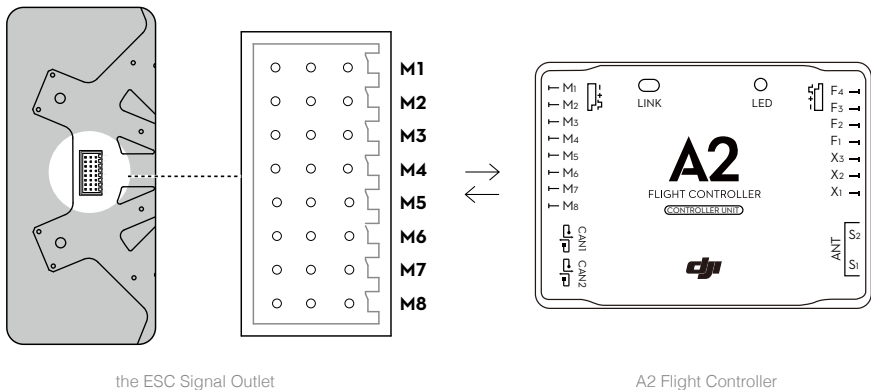 M1
M2
M3
M4
M5
M6
M7
M8
M1
M2
M3
M4
M5
M6
M7
M8
CAN1
CAN2
LINK
LED
A2
FLIGHT CONTROLLER
CONTROLLER UNIT
dji
F4
F3
F2
F1
X3
X2
X1
ANT
S2
S1
the ESC Signal Outlet
A2 Flight Controller